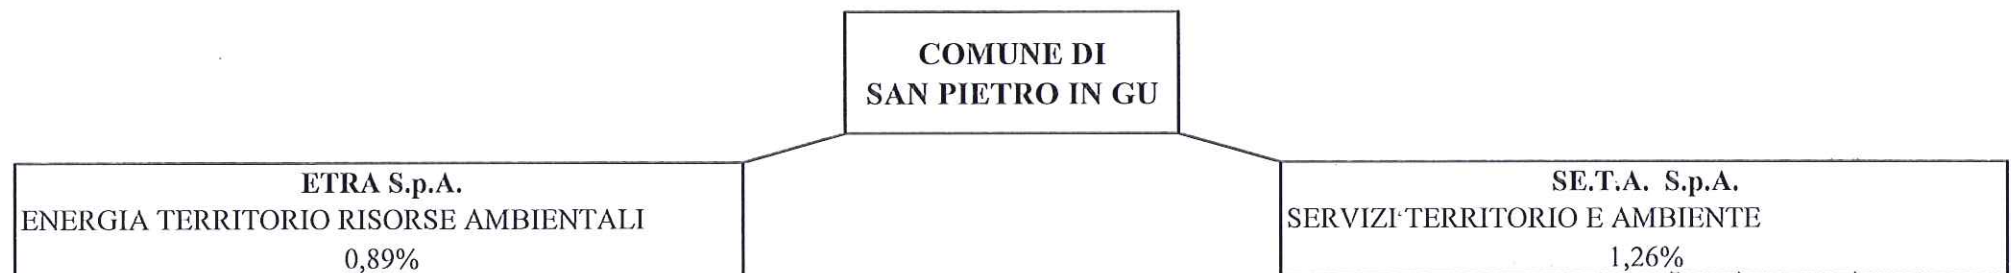 COMUNE DI
SAN PIETRO IN GU
ETRA S.p.A.
ENERGIA TERRITORIO RISORSE AMBIENTALI
0,89%
SE.T.A. S.p.A.
SERVIZI TERRITORIO E AMBIENTE
1,26%